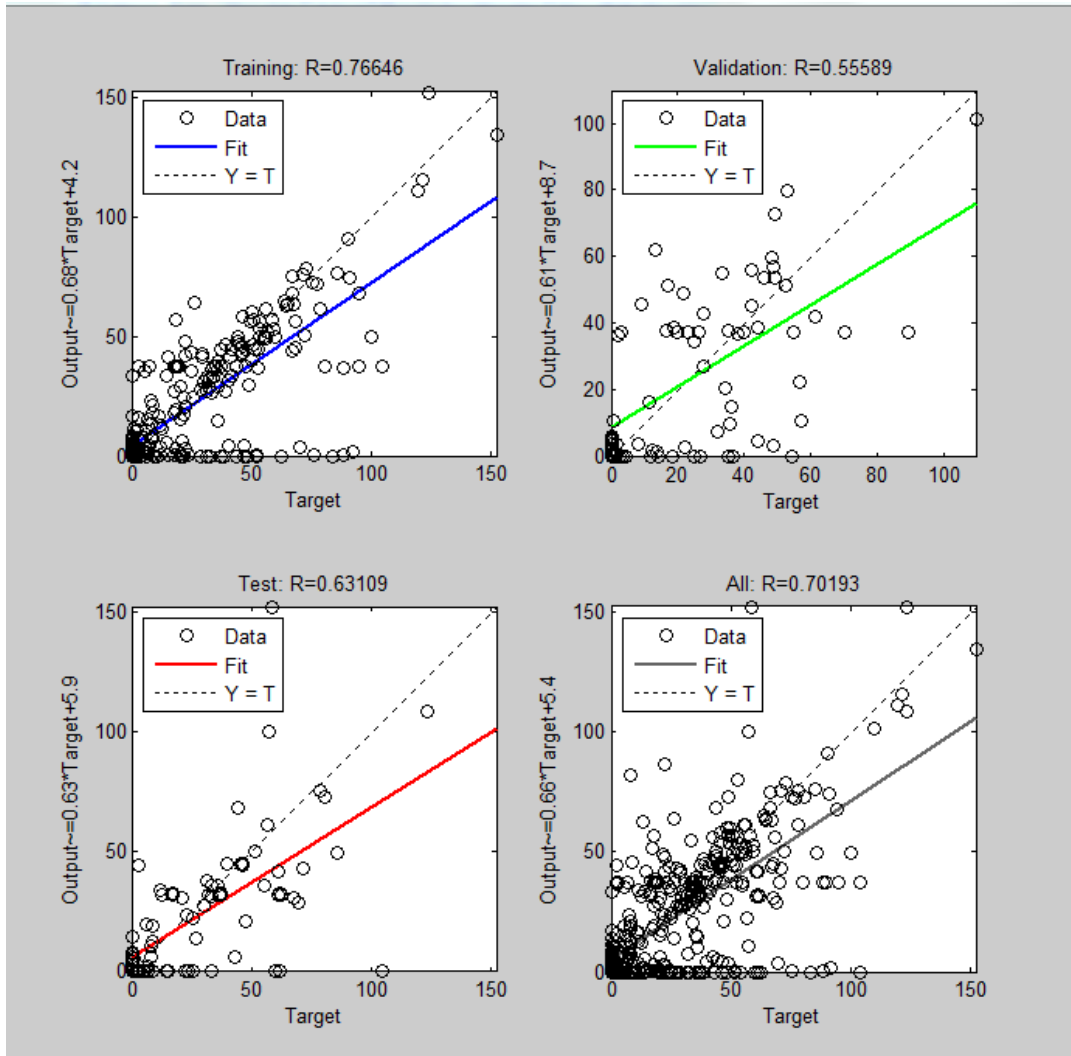 Training: R=0.76646
Output~=0.68*Target+4.2
150
100
50
0
Data
Fit
Y = T
0 50 100 150
Target
Validation: R=0.55589
Output~=0.61*Target+8.7
100
80
60
40
20
0
Data
Fit
Y = T
0 20 40 60 80 100
Target
Test: R=0.63109
Output~=0.63*Target+5.9
150
100
50
0
Data
Fit
Y = T
0 50 100 150
Target
All: R=0.70193
Output~=0.66*Target+5.4
150
100
50
0
Data
Fit
Y = T
0 50 100 150
Target